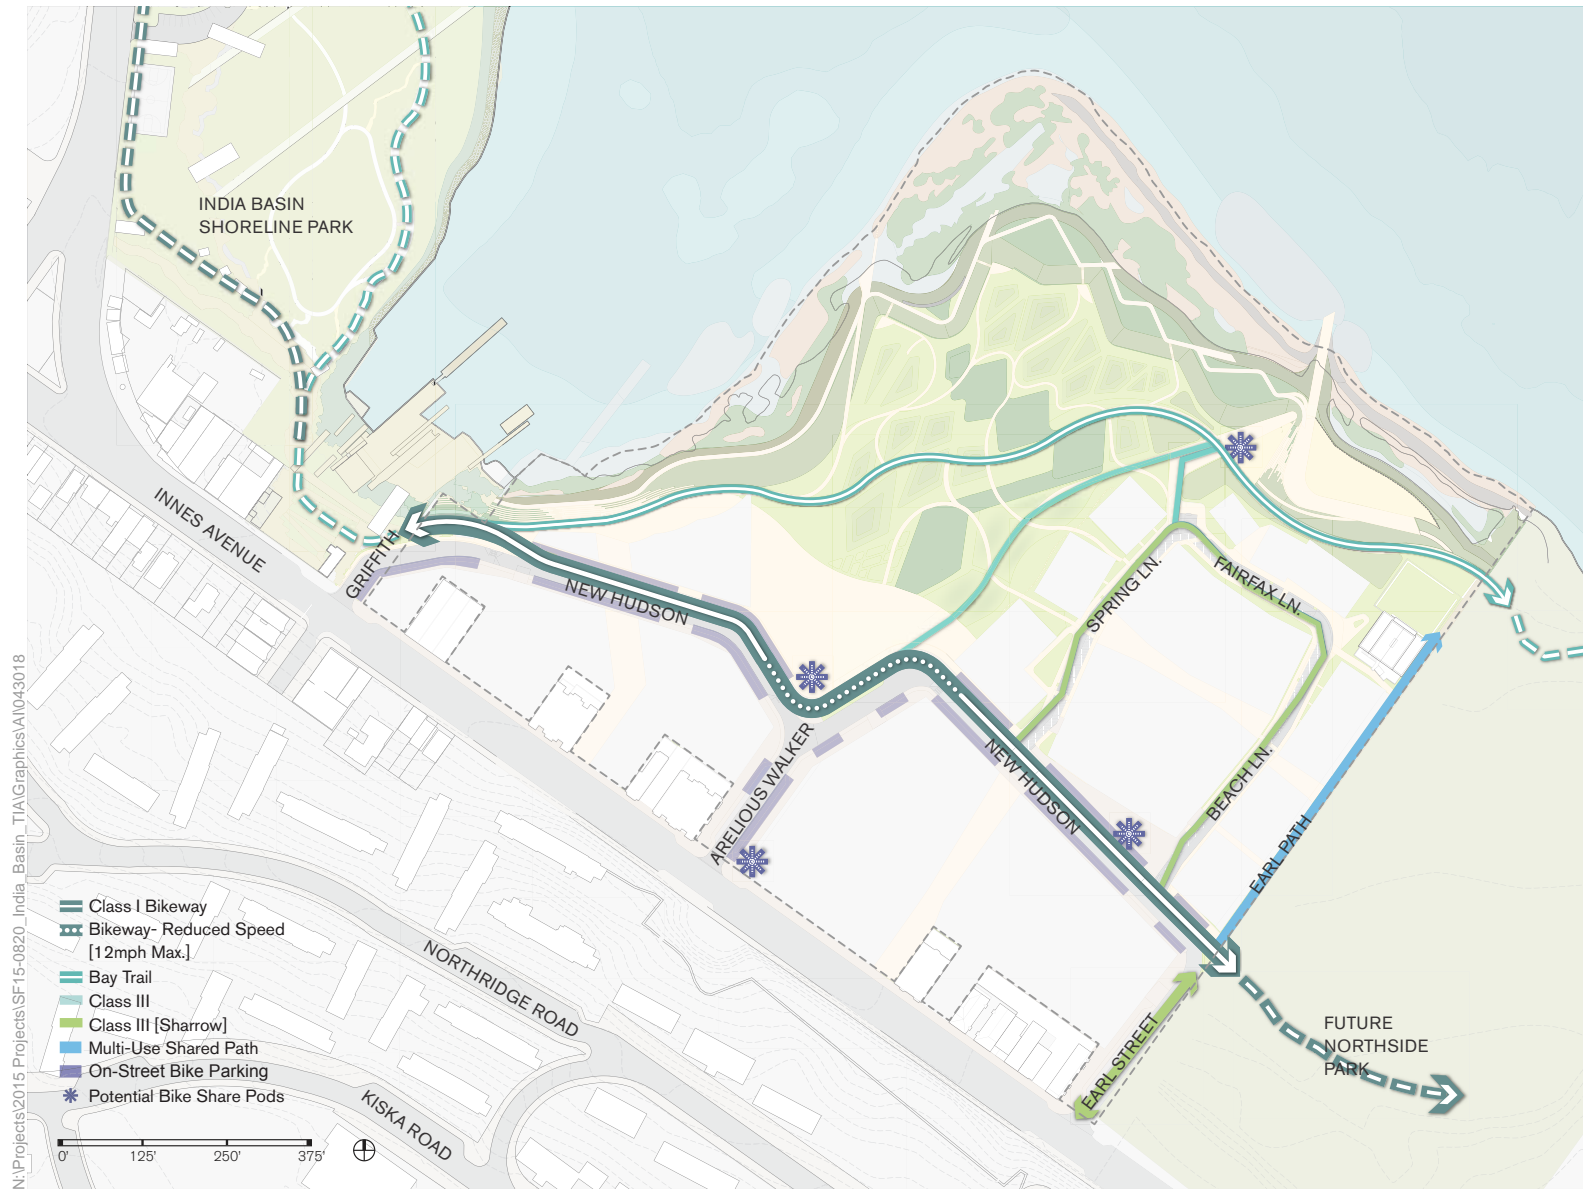 INDIA BASIN
SHORELINE PARK
INNES AVENUE
GRIFFITH
NEW HUDSON
SPRING LN.
FAIRFAX LN.
ARELIOUS WALKER
NEW HUDSON
BEACH LN.
EARL PATH
EARL STREET
FUTURE
NORTHSIDE
PARK
NORTHRIDGE ROAD
KISKA ROAD
Class I Bikeway
Bikeway- Reduced Speed
[12mph Max.]
Bay Trail
Class III
Class III [Sharrow]
Multi-Use Shared Path
On-Street Bike Parking
Potential Bike Share Pods
0' 125' 250' 375'
N:\Projects\2015 Projects\SF15-0820_India_Basin_TIA\Graphics\AI\043018